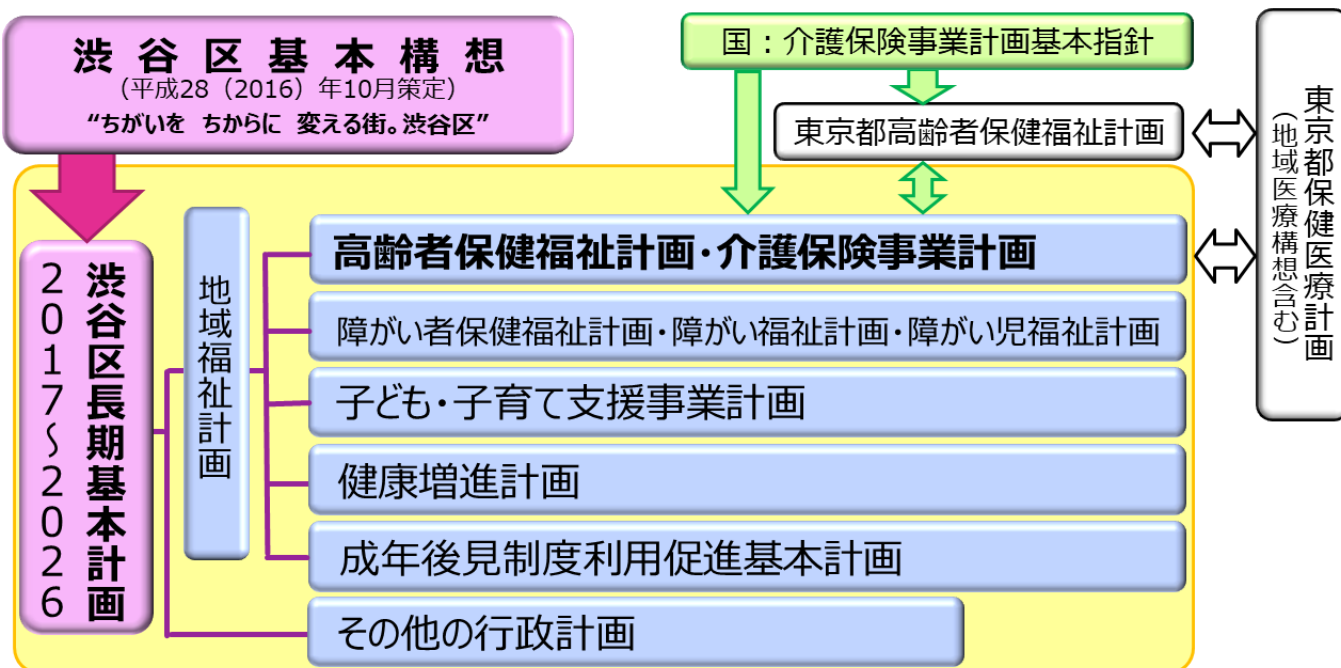 渋谷区基本構想
（平成28（2016）年10月策定）
“ちがいを ちからに 変える街。渋谷区”
国：介護保険事業計画基本指針
東京都高齢者保健福祉計画
東京都保健医療計画
（地域医療構想含む）
渋谷区長期基本計画
2017～2026
地域福祉計画
高齢者保健福祉計画・介護保険事業計画
障がい者保健福祉計画・障がい福祉計画・障がい児福祉計画
子ども・子育て支援事業計画
健康増進計画
成年後見制度利用促進基本計画
その他の行政計画